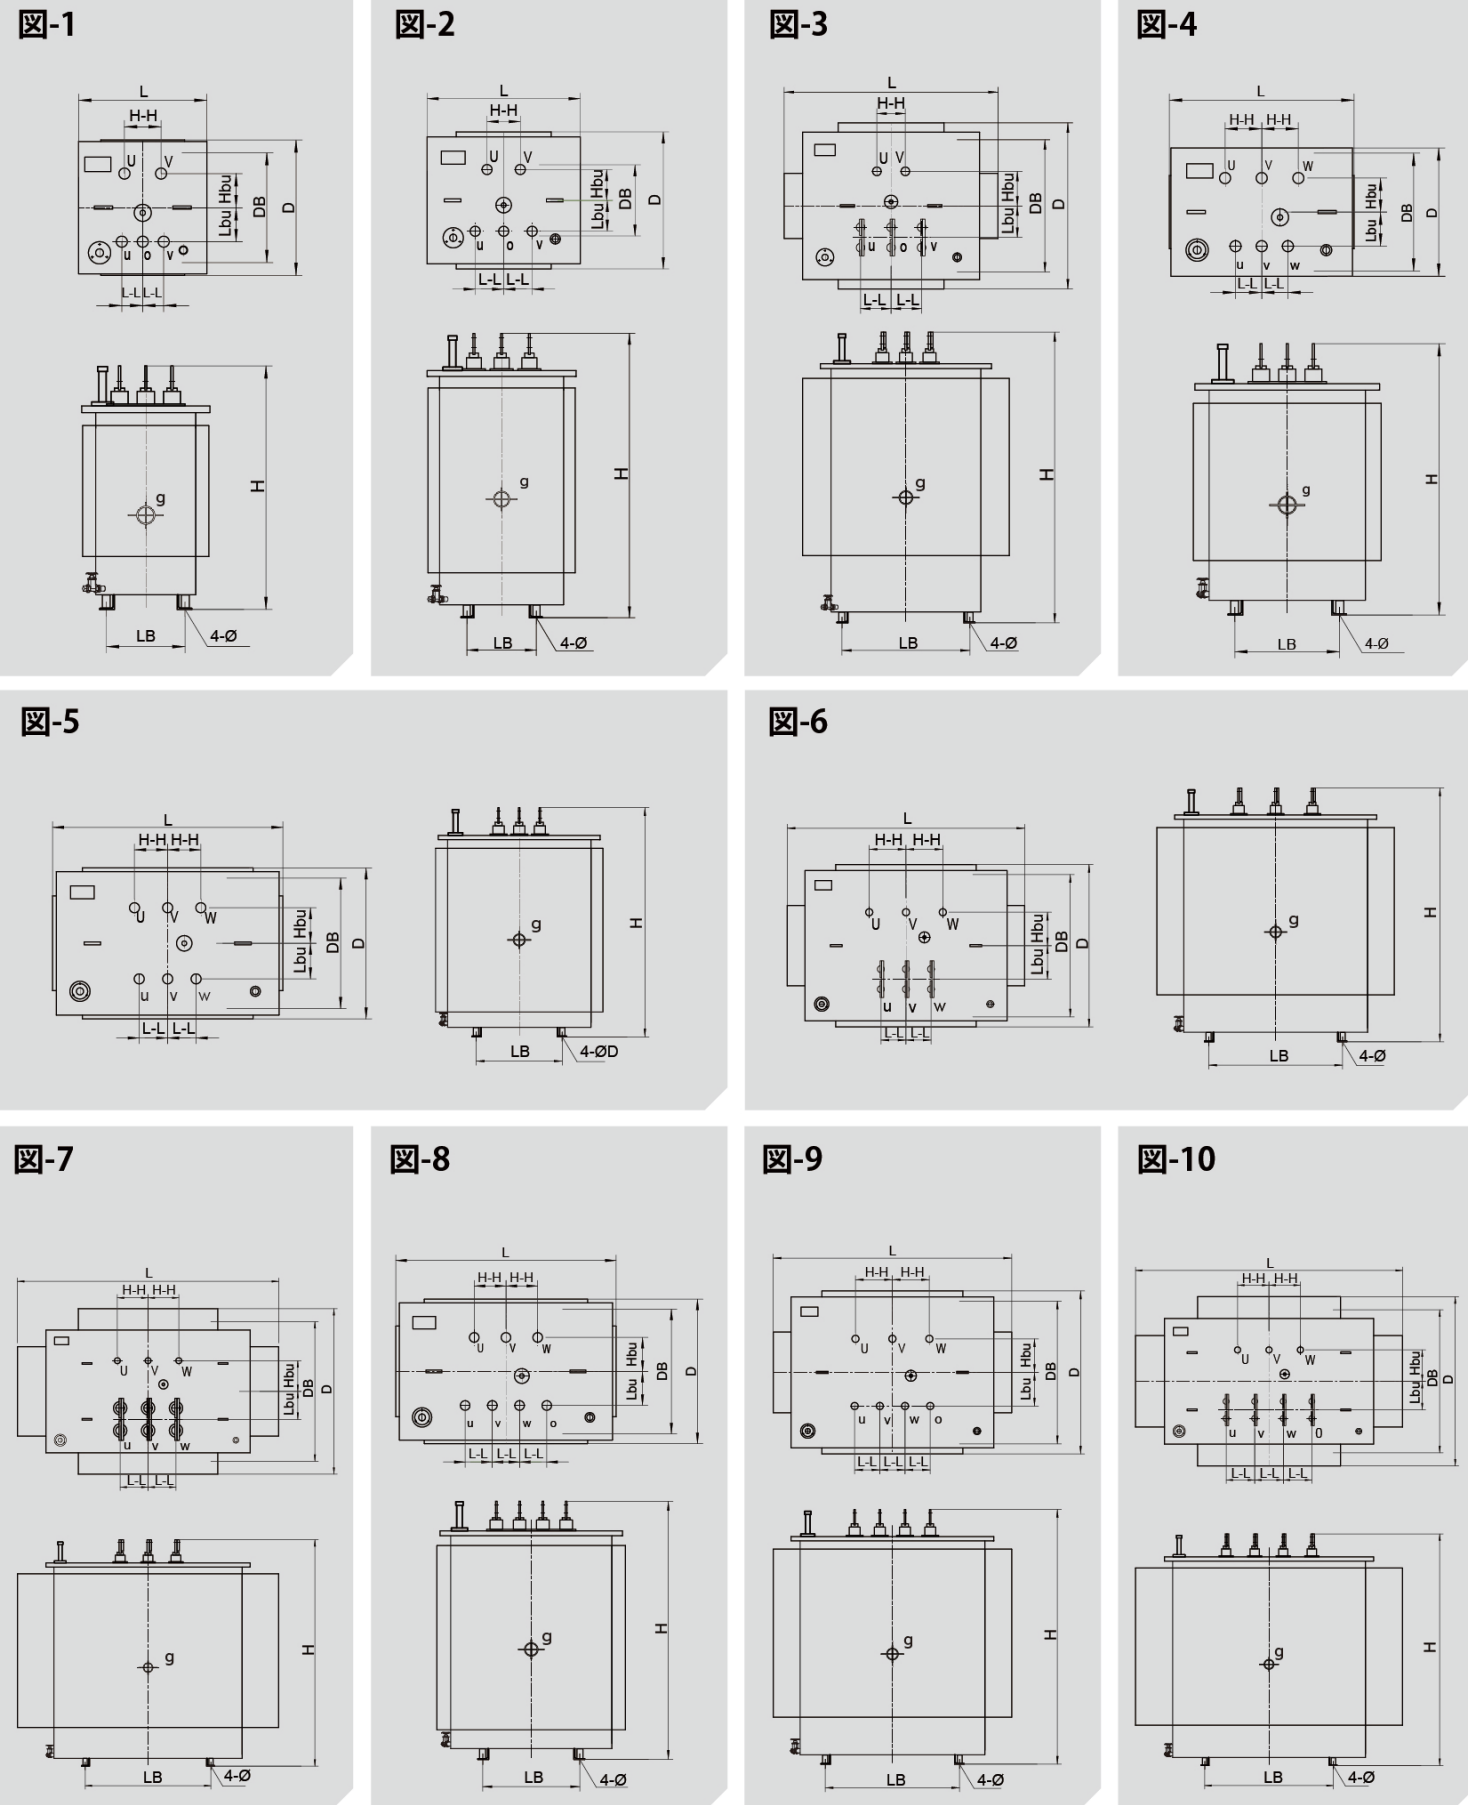 図-1
L
H-H
U V
Hbu
Lbu
DB
D
u o v
L-L L-L
g
H
LB
4-Ø
図-2
L
H-H
U V
Hbu
Lbu
DB
D
u o v
L-L L-L
g
H
LB
4-Ø
図-3
L
H-H
U V
Hbu
Lbu
DB
D
u o v
L-L L-L
g
H
LB
4-Ø
図-4
L
H-H H-H
U V W
Hbu
Lbu
DB
D
u v w
L-L L-L
g
H
LB
4-Ø
図-5
L
H-H H-H
U V W
Hbu
Lbu
DB
D
u v w
L-L L-L
g
H
LB
4-ØD
図-6
L
H-H H-H
U V W
Hbu
Lbu
DB
D
u v w
L-L L-L
g
H
LB
4-Ø
図-7
L
H-H H-H
U V W
Hbu
Lbu
DB
D
u v w
L-L L-L
g
H
LB
4-Ø
図-8
L
H-H H-H
U V W
Hbu
Lbu
DB
D
u v w o
L-L L-L L-L
g
H
LB
4-Ø
図-9
L
H-H H-H
U V W
Hbu
Lbu
DB
D
u v w o
L-L L-L L-L
g
H
LB
4-Ø
図-10
L
H-H H-H
U V W
Hbu
Lbu
DB
D
u v w 0
L-L L-L L-L
g
H
LB
4-Ø